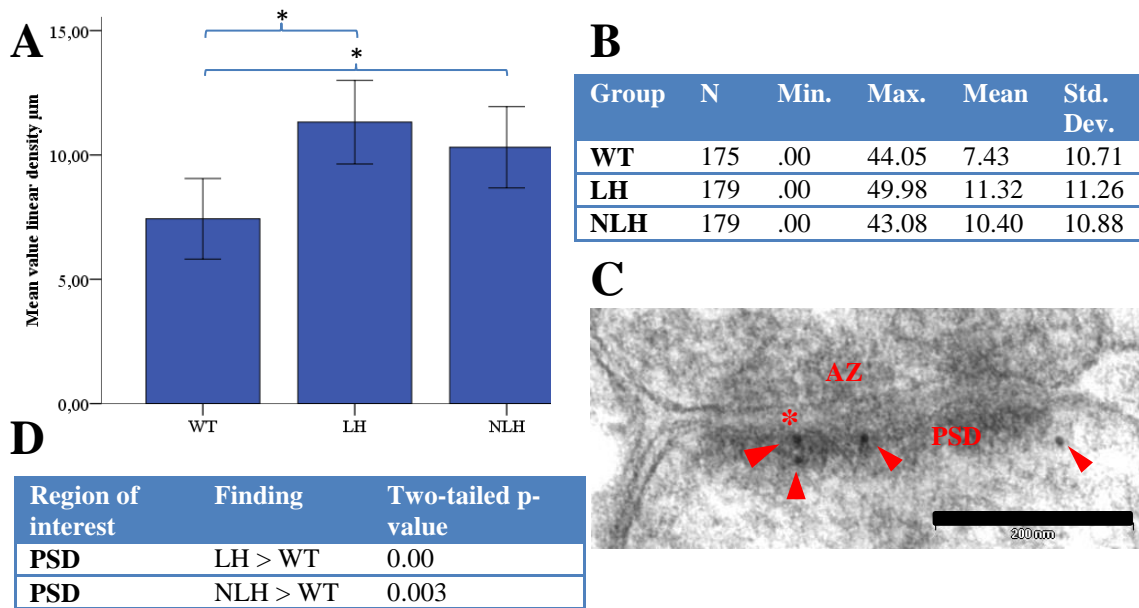 A
*
*
15,00
10,00
5,00
0,00
Mean value linear density µm
WT LH NLH
B
Group N Min. Max. Mean Std. Dev.
WT 175 .00 44.05 7.43 10.71
LH 179 .00 49.98 11.32 11.26
NLH 179 .00 43.08 10.40 10.88
C
AZ
*
PSD
200 nm
D
Region of interest Finding Two-tailed p-value
PSD LH > WT 0.00
PSD NLH > WT 0.003